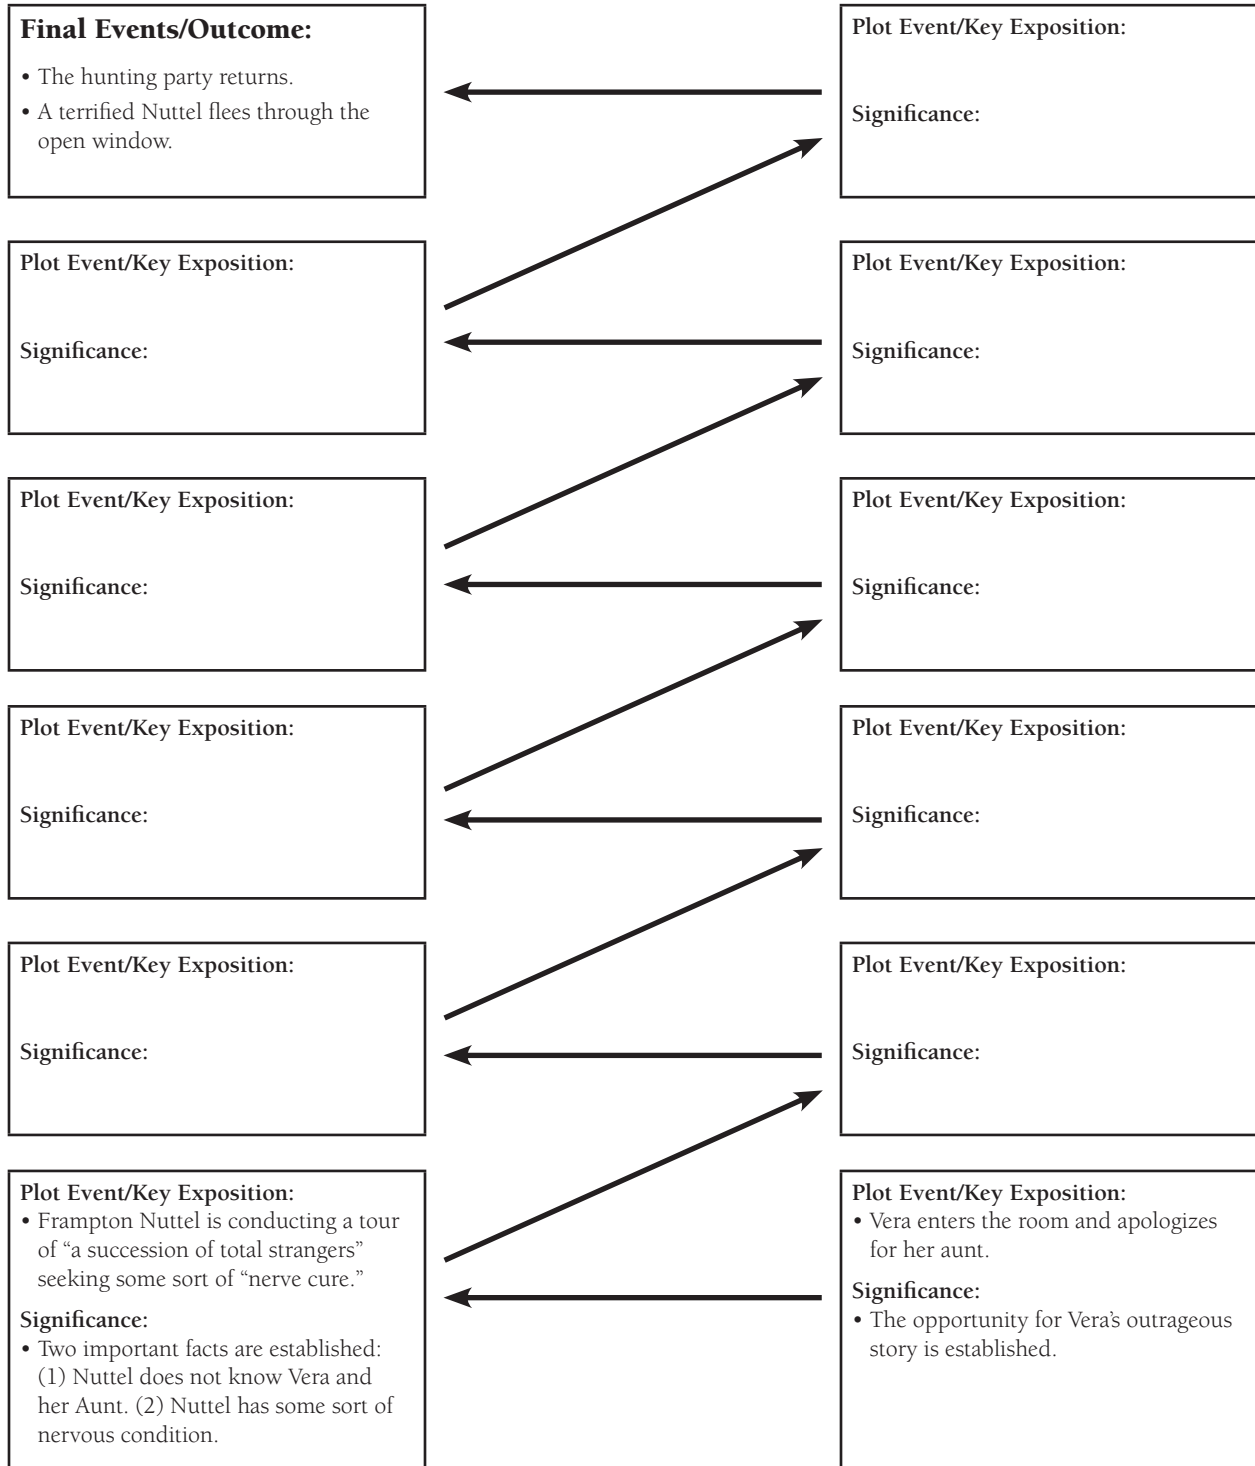 Final Events/Outcome:
• The hunting party returns.
• A terrified Nuttel flees through the
open window.
Plot Event/Key Exposition:
Significance:
Plot Event/Key Exposition:
Significance:
Plot Event/Key Exposition:
Significance:
Plot Event/Key Exposition:
Significance:
Plot Event/Key Exposition:
Significance:
Plot Event/Key Exposition:
Significance:
Plot Event/Key Exposition:
Significance:
Plot Event/Key Exposition:
Significance:
Plot Event/Key Exposition:
Significance:
Plot Event/Key Exposition:
• Frampton Nuttel is conducting a tour
of “a succession of total strangers”
seeking some sort of “nerve cure.”
Significance:
• Two important facts are established:
(1) Nuttel does not know Vera and
her Aunt. (2) Nuttel has some sort of
nervous condition.
Plot Event/Key Exposition:
• Vera enters the room and apologizes
for her aunt.
Significance:
• The opportunity for Vera’s outrageous
story is established.